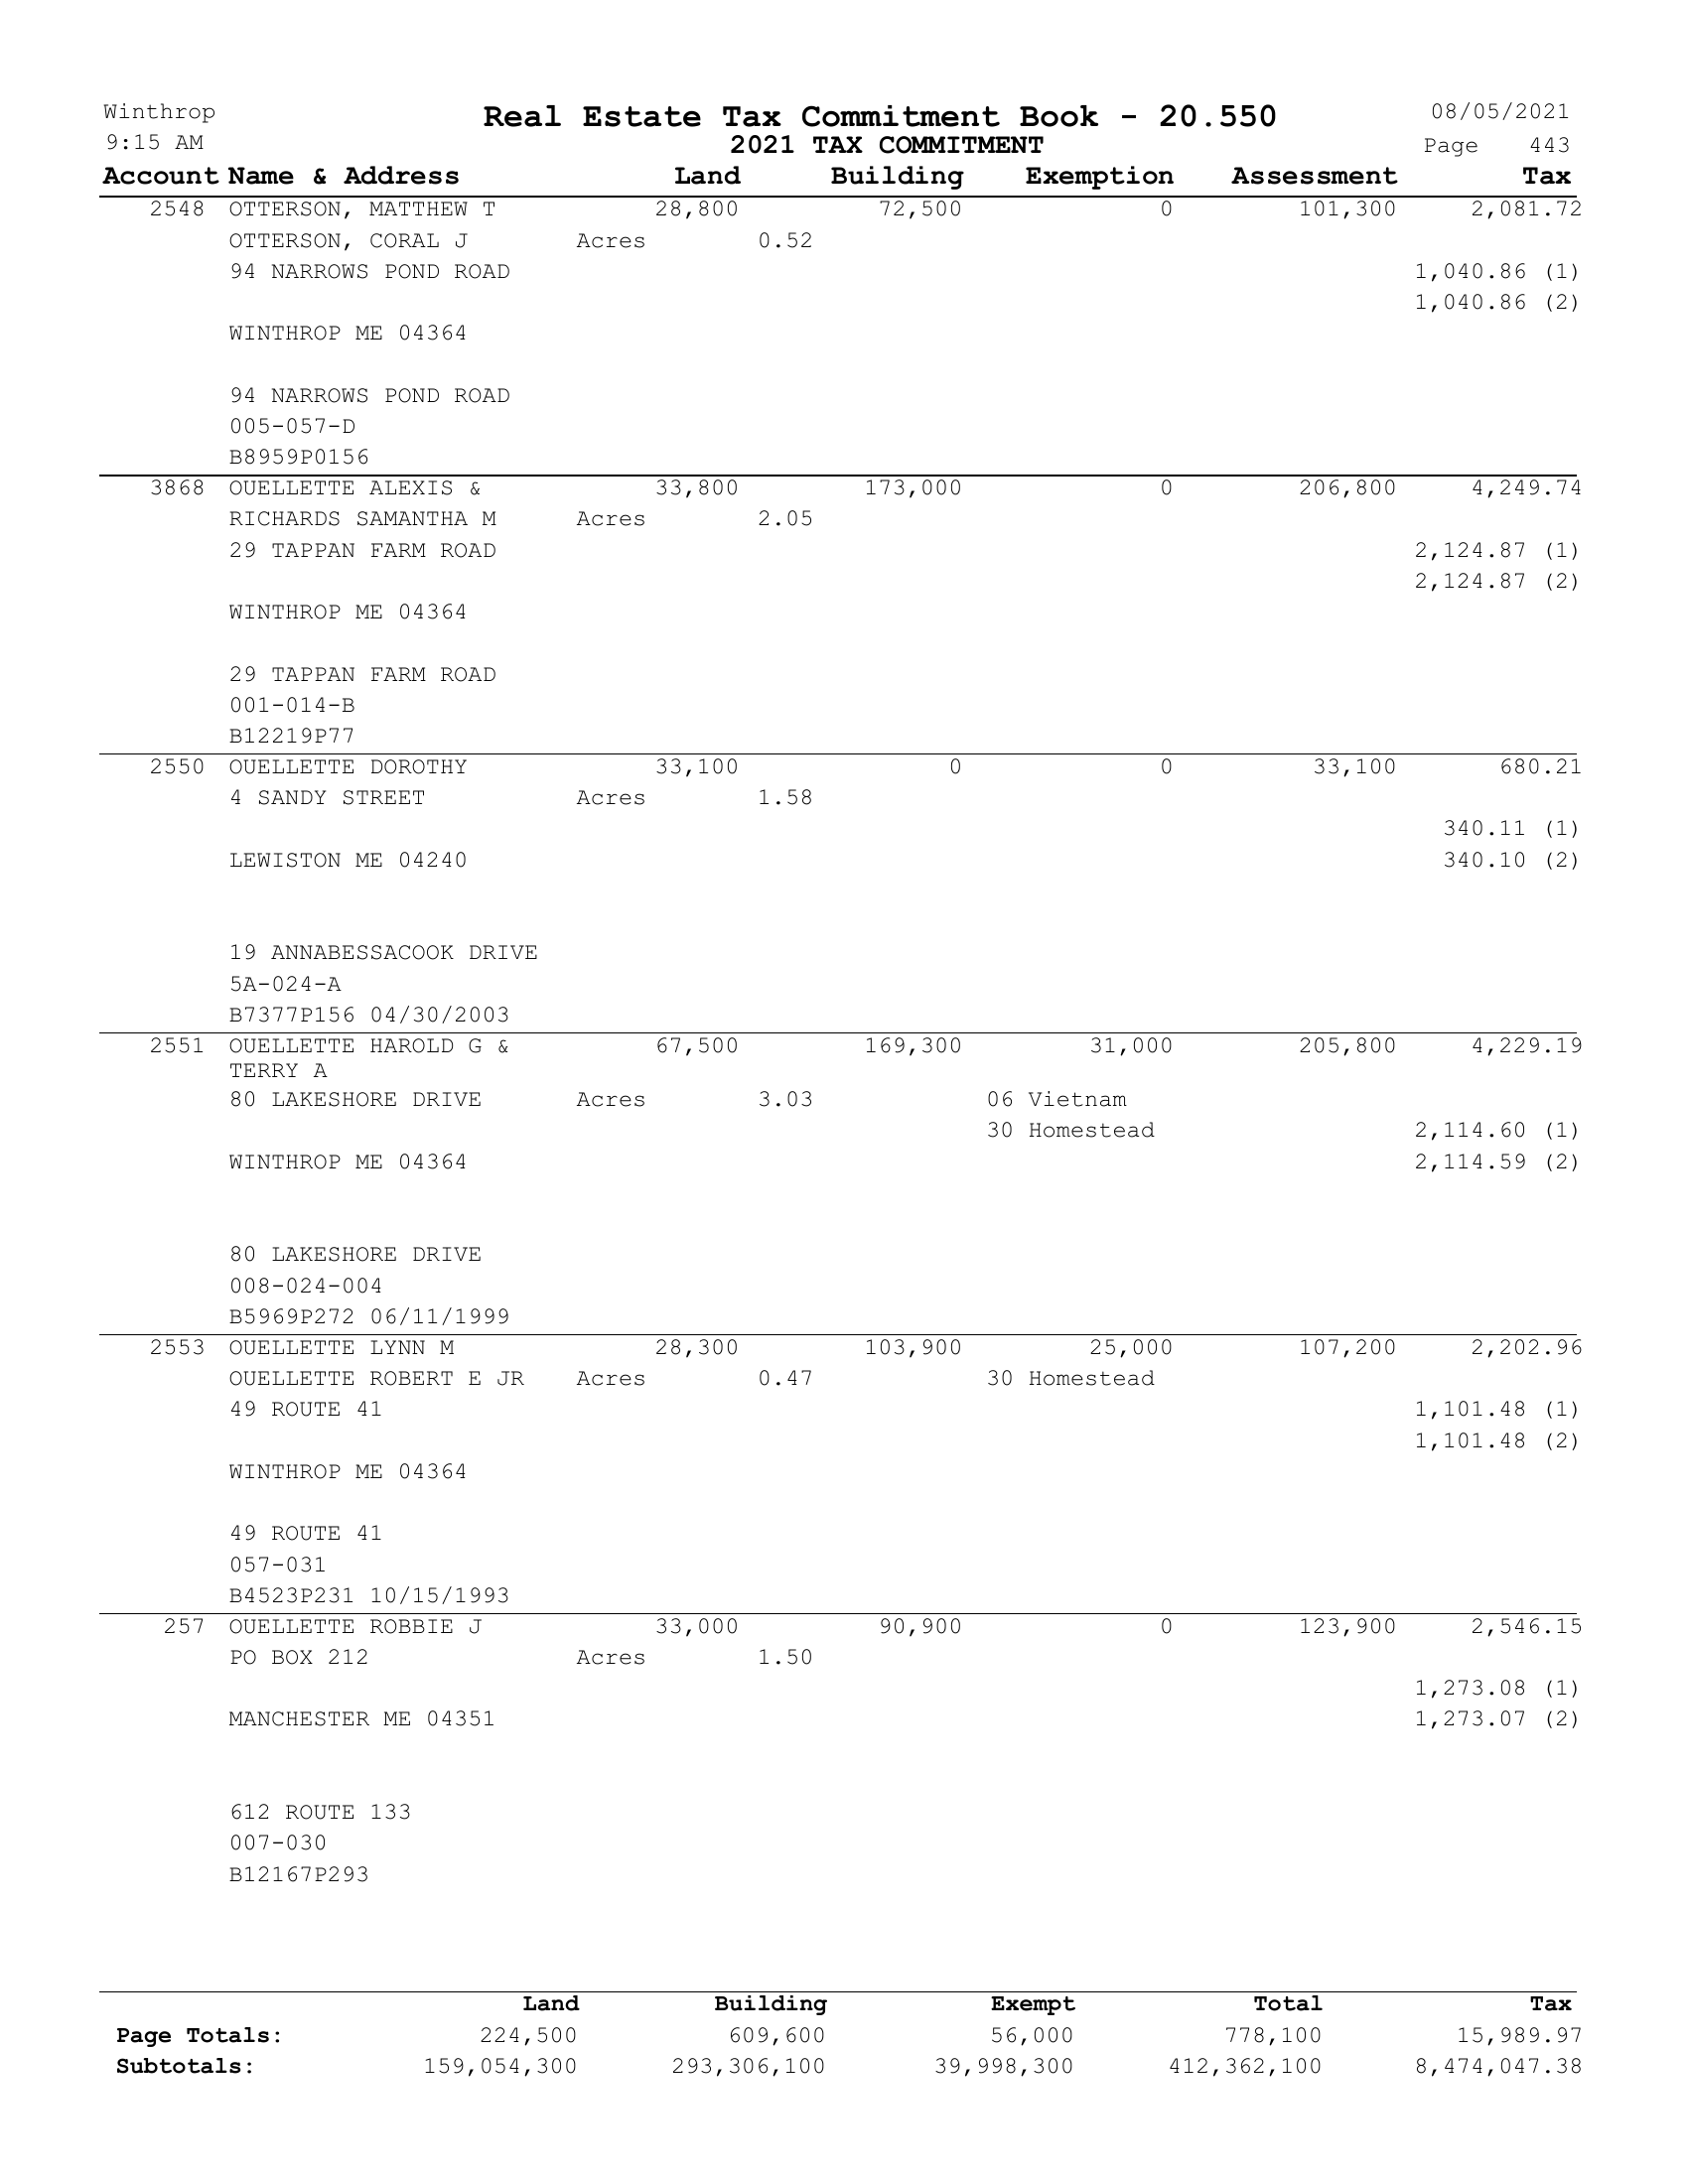 Winthrop Real Estate Tax Commitment Book - 20.550 08/05/2021
9:15 AM 2021 TAX COMMITMENT Page 443
Account Name & Address Land Building Exemption Assessment Tax
2548 OTTERSON, MATTHEW T 28,800 72,500 0 101,300 2,081.72
OTTERSON, CORAL J Acres 0.52
94 NARROWS POND ROAD 1,040.86 (1)
1,040.86 (2)
WINTHROP ME 04364
94 NARROWS POND ROAD
005-057-D
B8959P0156
3868 OUELLETTE ALEXIS & 33,800 173,000 0 206,800 4,249.74
RICHARDS SAMANTHA M Acres 2.05
29 TAPPAN FARM ROAD 2,124.87 (1)
2,124.87 (2)
WINTHROP ME 04364
29 TAPPAN FARM ROAD
001-014-B
B12219P77
2550 OUELLETTE DOROTHY 33,100 0 0 33,100 680.21
4 SANDY STREET Acres 1.58
340.11 (1)
LEWISTON ME 04240 340.10 (2)
19 ANNABESSACOOK DRIVE
5A-024-A
B7377P156 04/30/2003
2551 OUELLETTE HAROLD G & 67,500 169,300 31,000 205,800 4,229.19
TERRY A
80 LAKESHORE DRIVE Acres 3.03 06 Vietnam
30 Homestead 2,114.60 (1)
WINTHROP ME 04364 2,114.59 (2)
80 LAKESHORE DRIVE
008-024-004
B5969P272 06/11/1999
2553 OUELLETTE LYNN M 28,300 103,900 25,000 107,200 2,202.96
OUELLETTE ROBERT E JR Acres 0.47 30 Homestead
49 ROUTE 41 1,101.48 (1)
1,101.48 (2)
WINTHROP ME 04364
49 ROUTE 41
057-031
B4523P231 10/15/1993
257 OUELLETTE ROBBIE J 33,000 90,900 0 123,900 2,546.15
PO BOX 212 Acres 1.50
1,273.08 (1)
MANCHESTER ME 04351 1,273.07 (2)
612 ROUTE 133
007-030
B12167P293
Land Building Exempt Total Tax
Page Totals: 224,500 609,600 56,000 778,100 15,989.97
Subtotals: 159,054,300 293,306,100 39,998,300 412,362,100 8,474,047.38